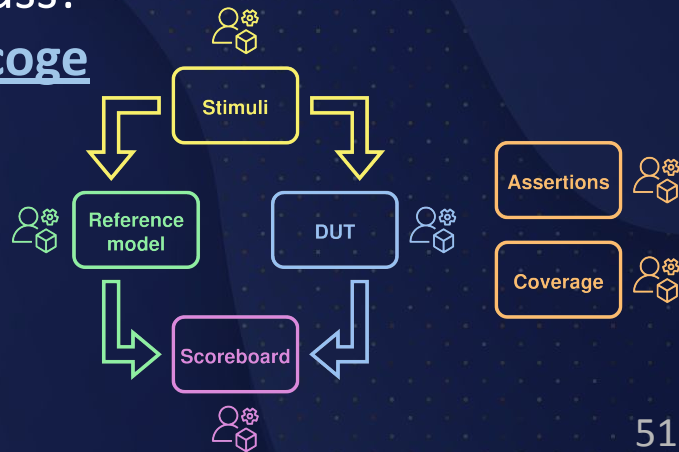 coge
Stimuli
Reference
model
DUT
Assertions
Coverage
Scoreboard
51